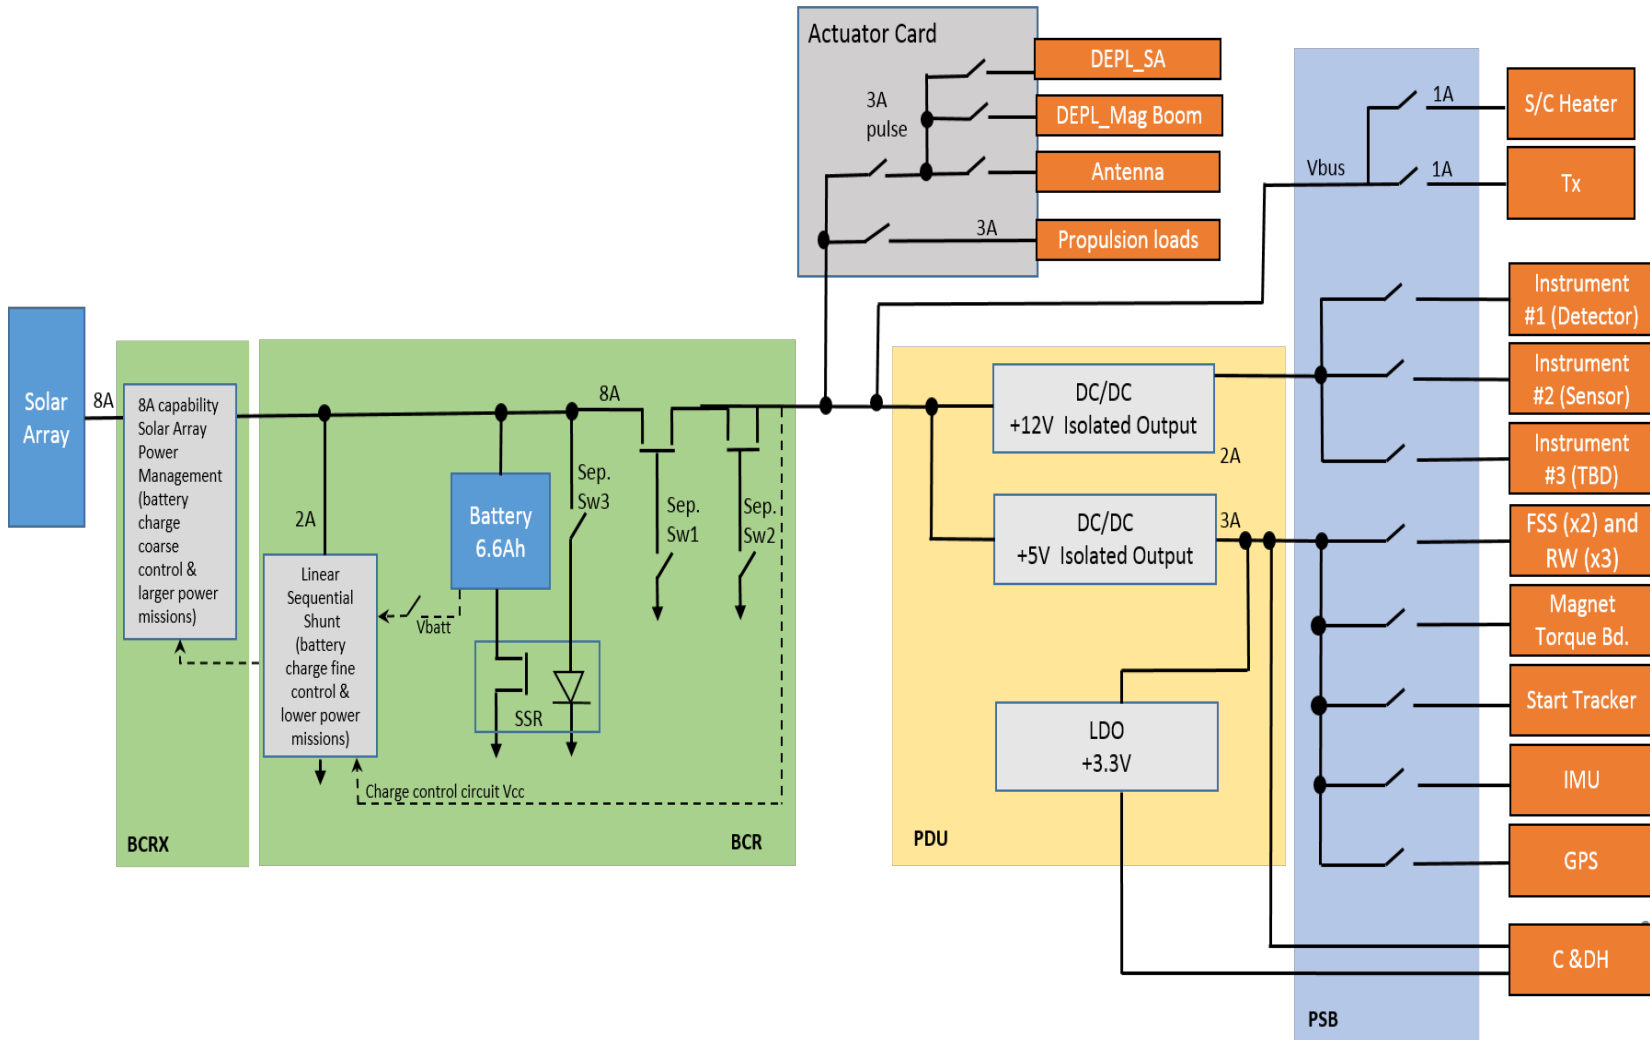 Actuator Card
DEPL_SA
3A
pulse
DEPL_Mag Boom
Antenna
3A
Propulsion loads
Vbus
1A
S/C Heater
1A
Tx
Instrument
#1 (Detector)
Instrument
#2 (Sensor)
Instrument
#3 (TBD)
FSS (x2) and
RW (x3)
Magnet
Torque Bd.
Start Tracker
IMU
GPS
C &DH
PSB
Solar
Array
8A
8A capability
Solar Array
Power
Management
(battery
charge
coarse
control &
larger power
missions)
BCRX
2A
Linear
Sequential
Shunt
(battery
charge fine
control &
lower power
missions)
Vbatt
Battery
6.6Ah
Sep.
Sw3
8A
Sep.
Sw1
Sep.
Sw2
SSR
Charge control circuit Vcc
BCR
DC/DC
+12V  Isolated Output
2A
DC/DC
+5V  Isolated Output
3A
LDO
+3.3V
PDU